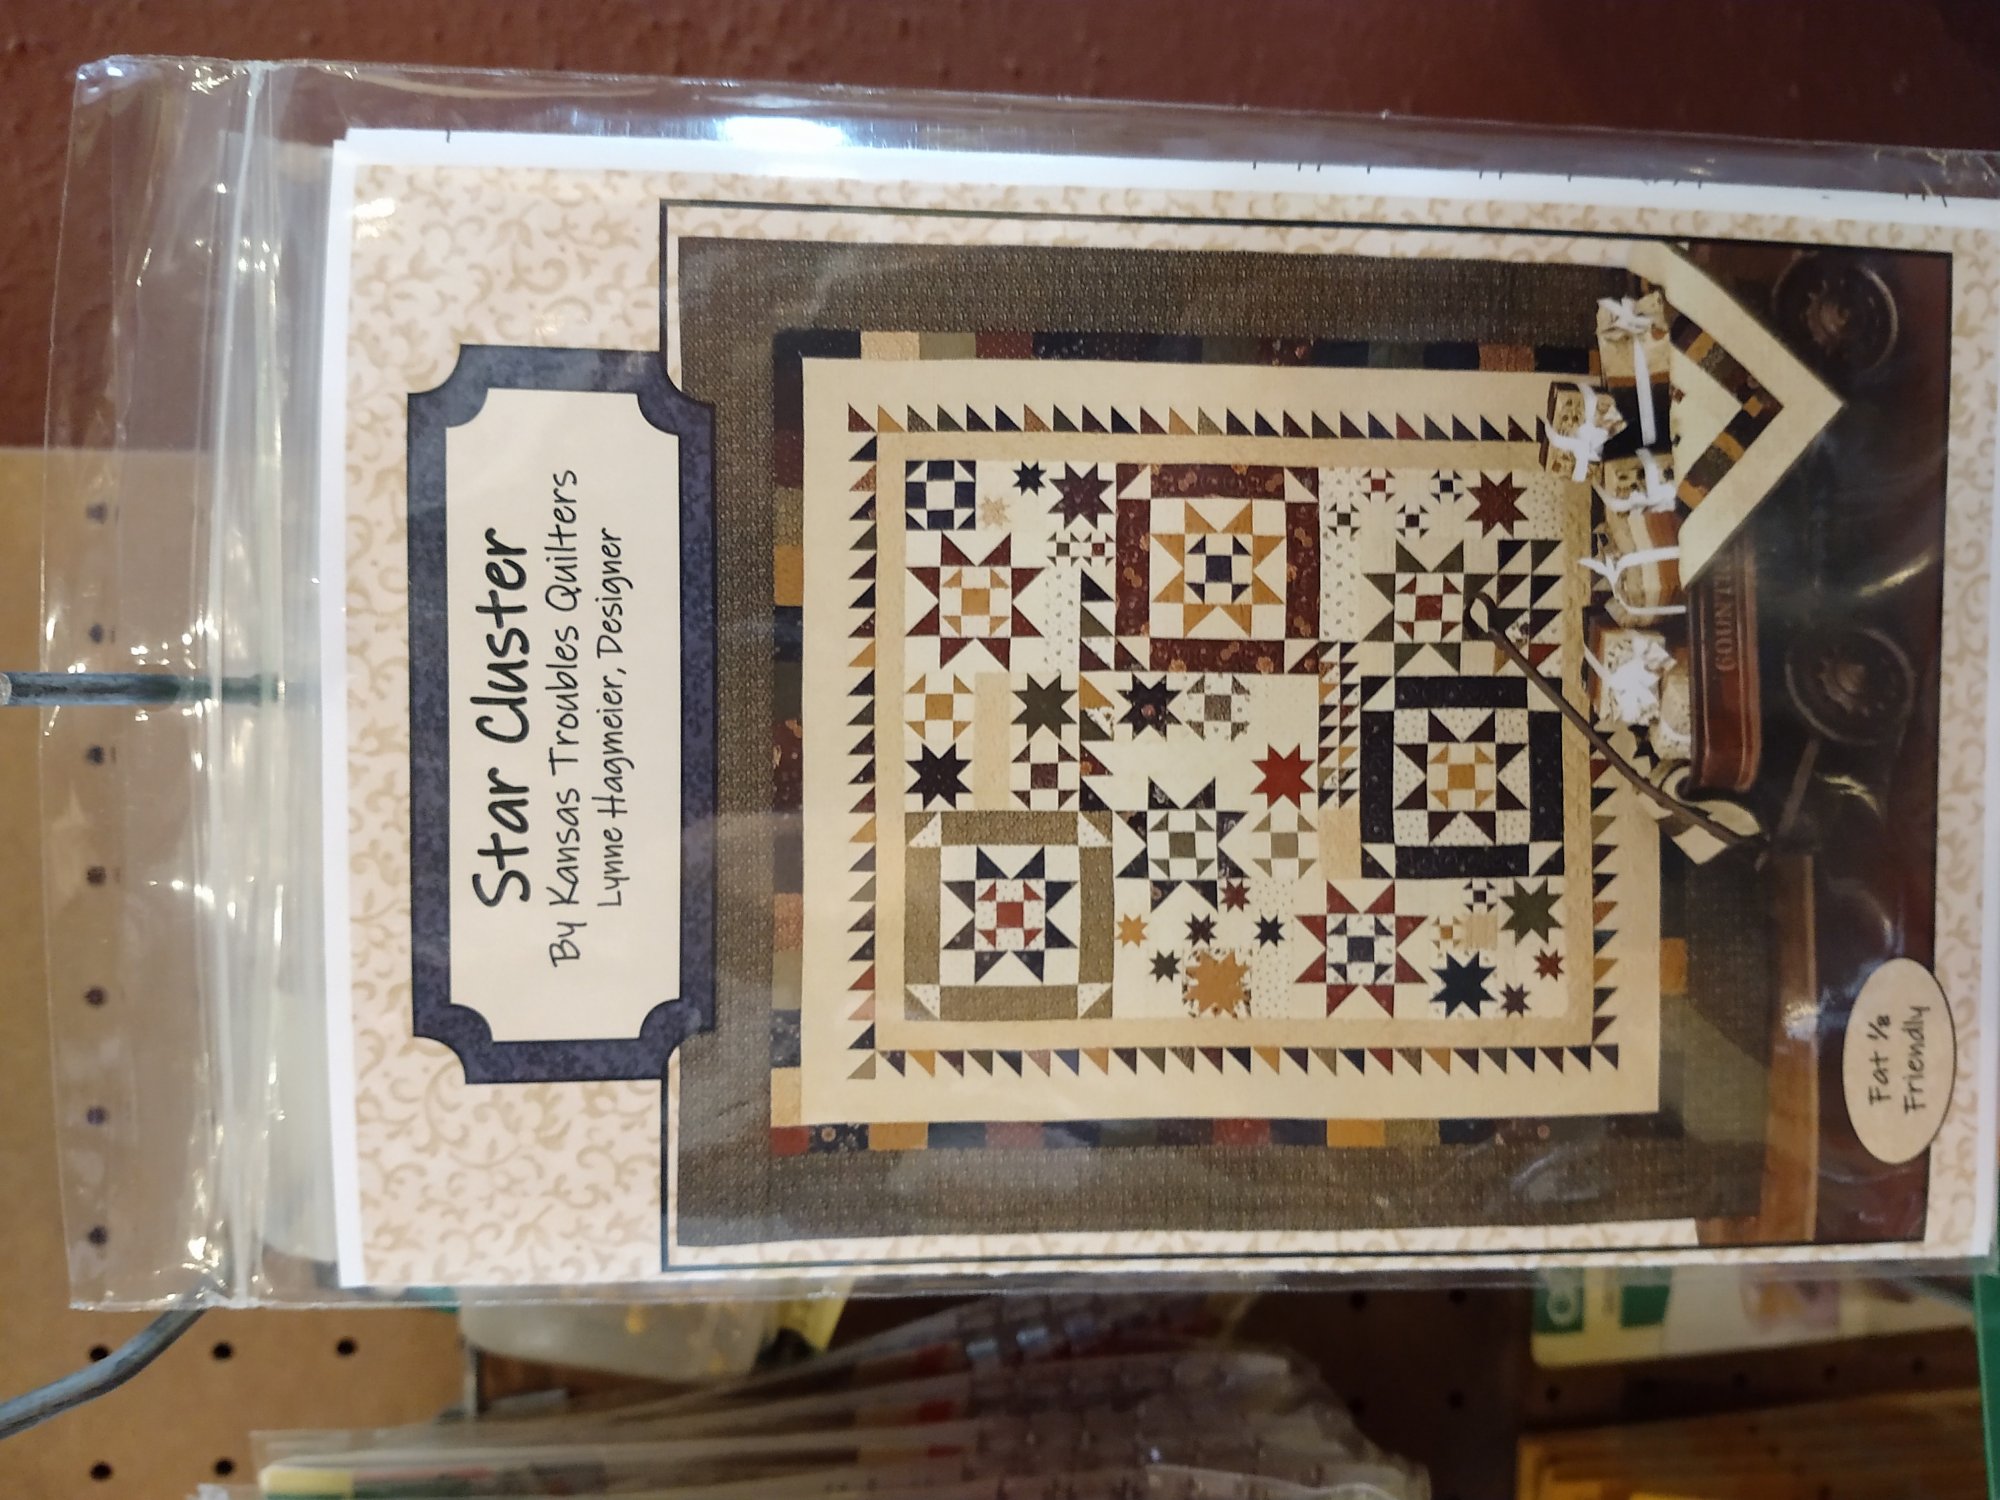 Star Cluster
By Kansas Troubles Quilters
Lynne Hagmeier, Designer
Fat ⅛
Friendly